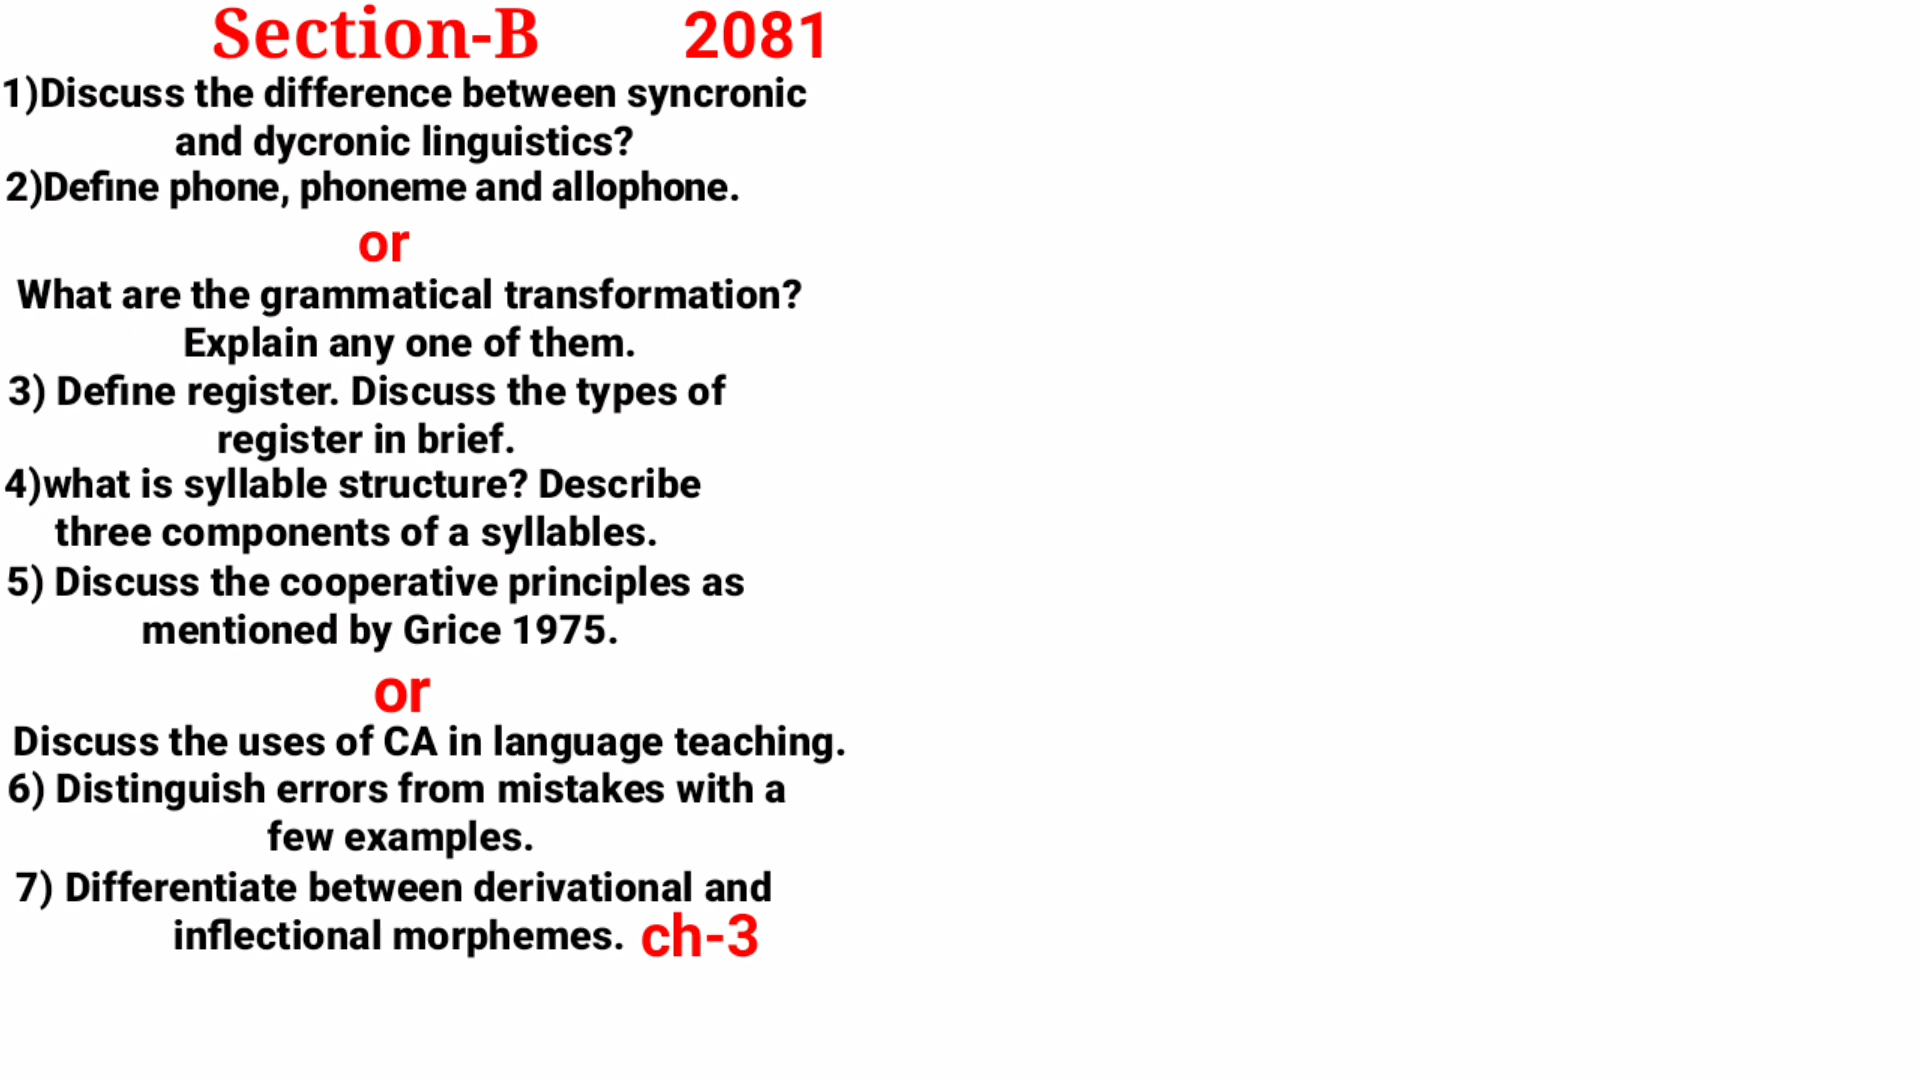 Section-B 2081
1)Discuss the difference between syncronic
and dycronic linguistics?
2)Define phone, phoneme and allophone.
or
What are the grammatical transformation?
Explain any one of them.
3) Define register. Discuss the types of
register in brief.
4)what is syllable structure? Describe
three components of a syllables.
5) Discuss the cooperative principles as
mentioned by Grice 1975.
or
Discuss the uses of CA in language teaching.
6) Distinguish errors from mistakes with a
few examples.
7) Differentiate between derivational and
inflectional morphemes. ch-3